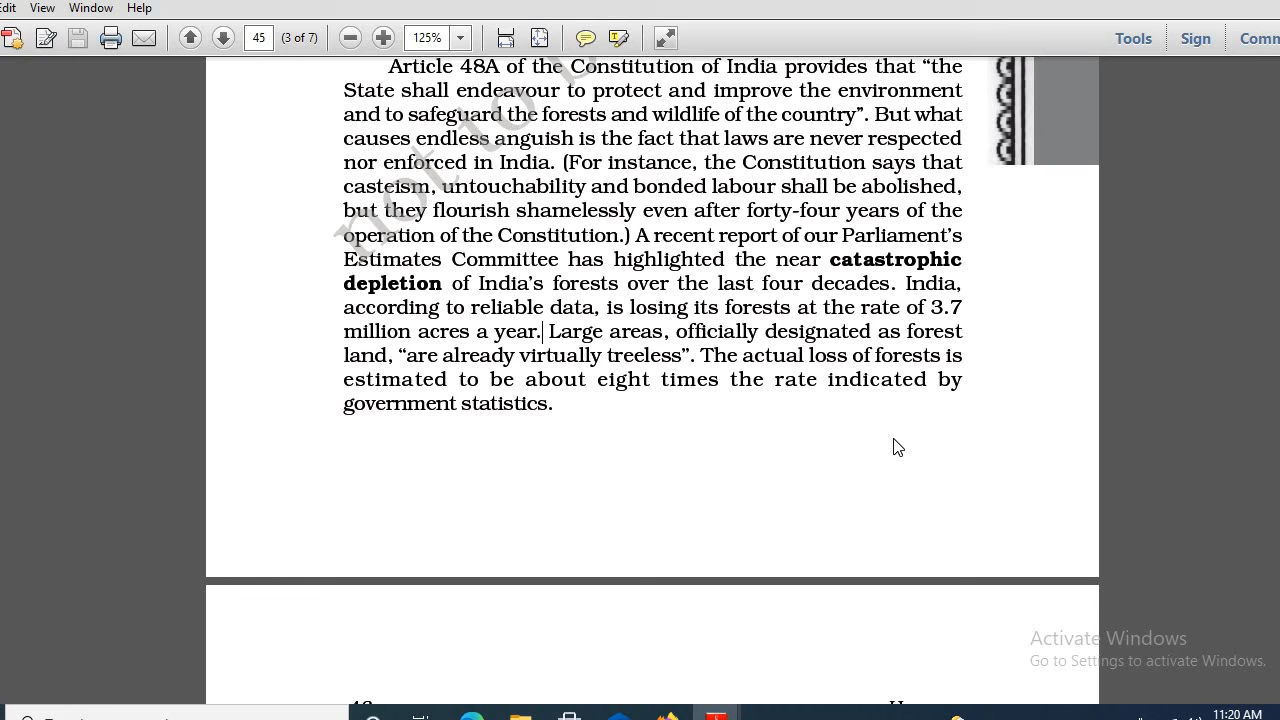 Edit View Window Help
45 (3 of 7) 125% Tools Sign Comm
Article 48A of the Constitution of India provides that “the
State shall endeavour to protect and improve the environment
and to safeguard the forests and wildlife of the country”. But what
causes endless anguish is the fact that laws are never respected
nor enforced in India. (For instance, the Constitution says that
casteism, untouchability and bonded labour shall be abolished,
but they flourish shamelessly even after forty-four years of the
operation of the Constitution.) A recent report of our Parliament’s
Estimates Committee has highlighted the near catastrophic
depletion of India’s forests over the last four decades. India,
according to reliable data, is losing its forests at the rate of 3.7
million acres a year. Large areas, officially designated as forest
land, “are already virtually treeless”. The actual loss of forests is
estimated to be about eight times the rate indicated by
government statistics.
not to b
Activate Windows
Go to Settings to activate Windows.
11:20 AM